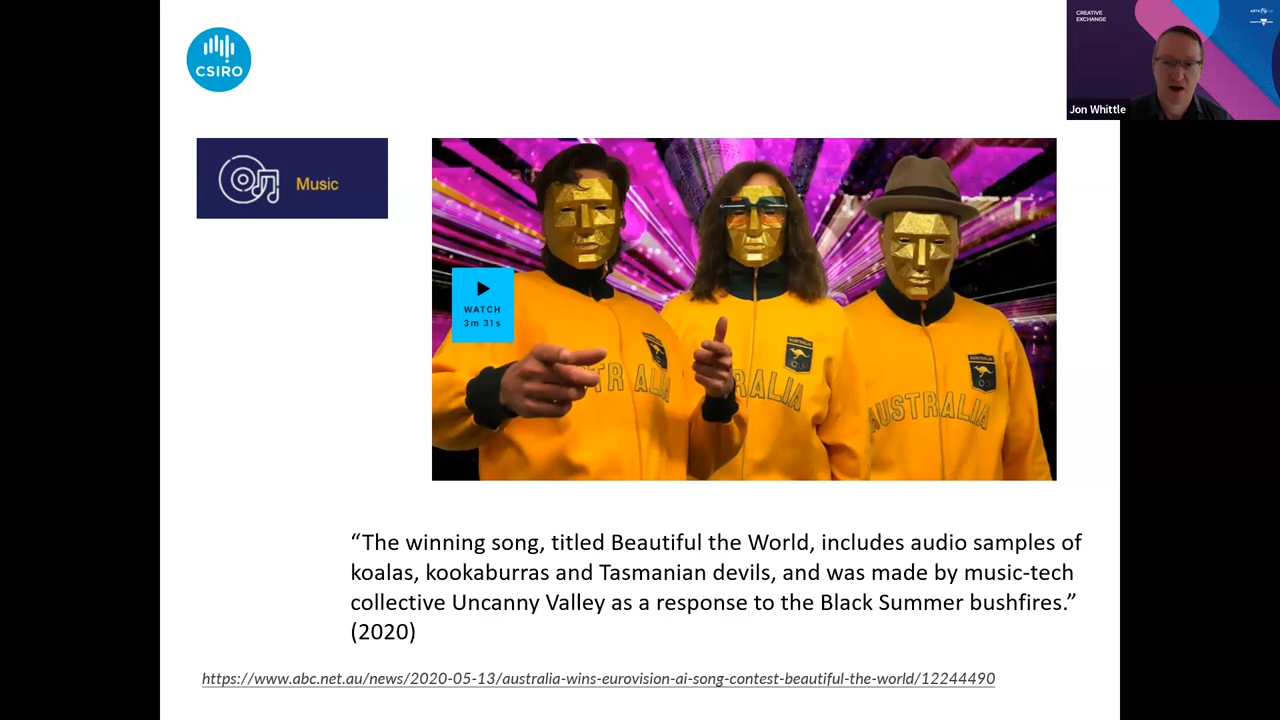 CREATIVE
EXCHANGE
Jon Whittle
CSIRO
Music
WATCH
3m 31s
AUSTRALIA
AUSTRALIA
“The winning song, titled Beautiful the World, includes audio samples of
koalas, kookaburras and Tasmanian devils, and was made by music-tech
collective Uncanny Valley as a response to the Black Summer bushfires.”
(2020)
https://www.abc.net.au/news/2020-05-13/australia-wins-eurovision-ai-song-contest-beautiful-the-world/12244490